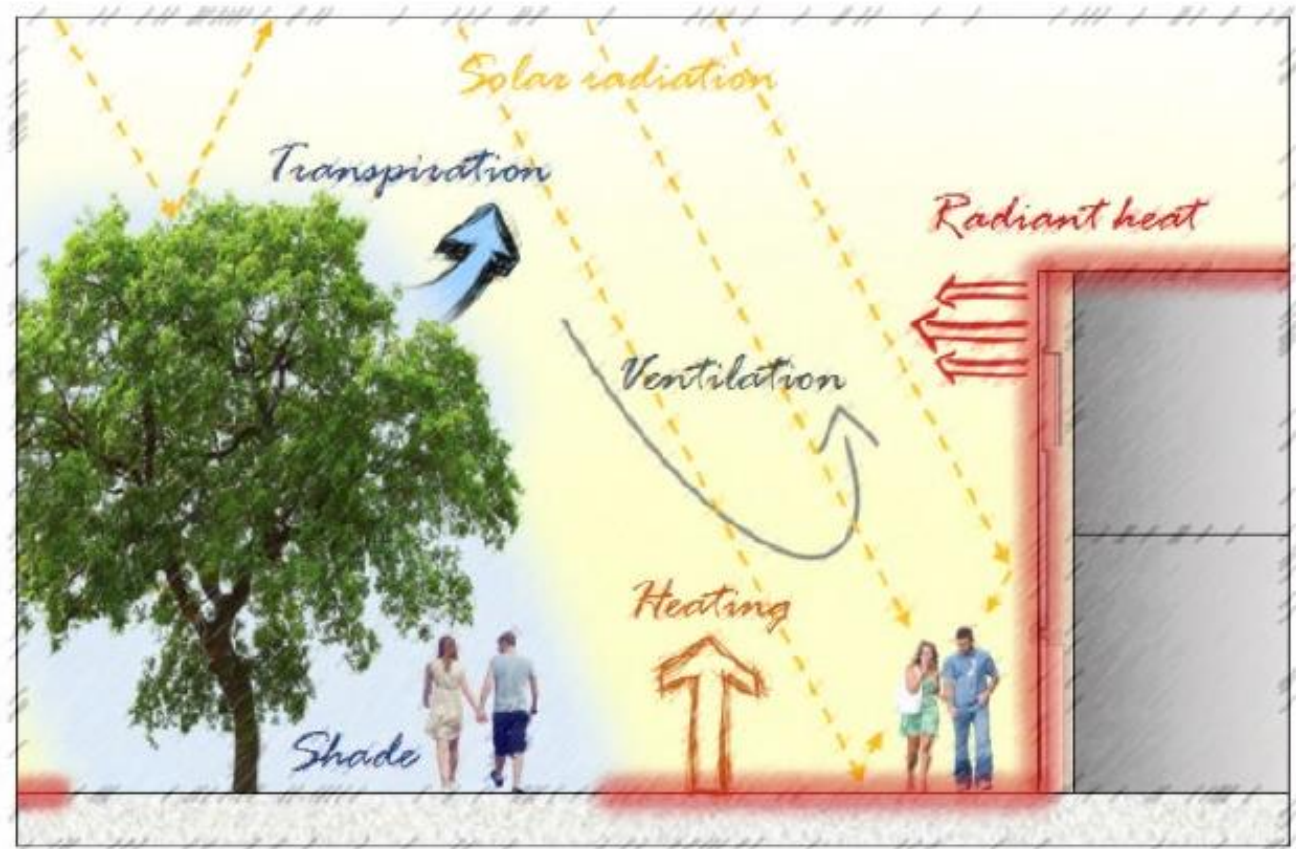 Solar radiation
Transpiration
Radiant heat
Ventilation
Heating
Shade